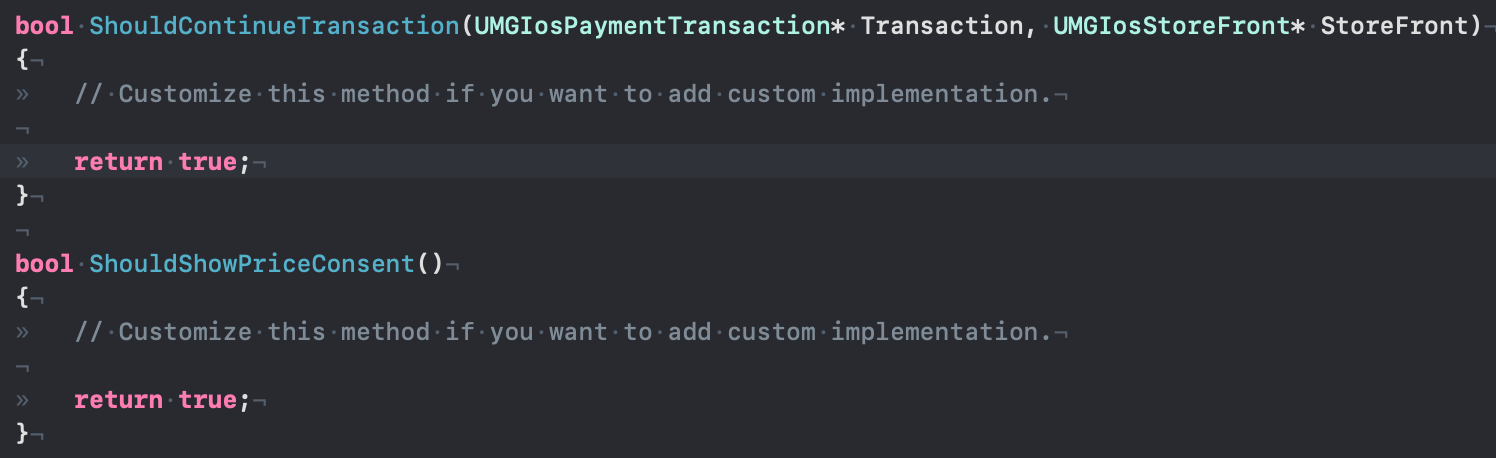 bool ShouldContinueTransaction(UMGIosPaymentTransaction* Transaction, UMGIosStoreFront* StoreFront)
{
	// Customize this method if you want to add custom implementation.

	return true;
}

bool ShouldShowPriceConsent()
{
	// Customize this method if you want to add custom implementation.

	return true;
}